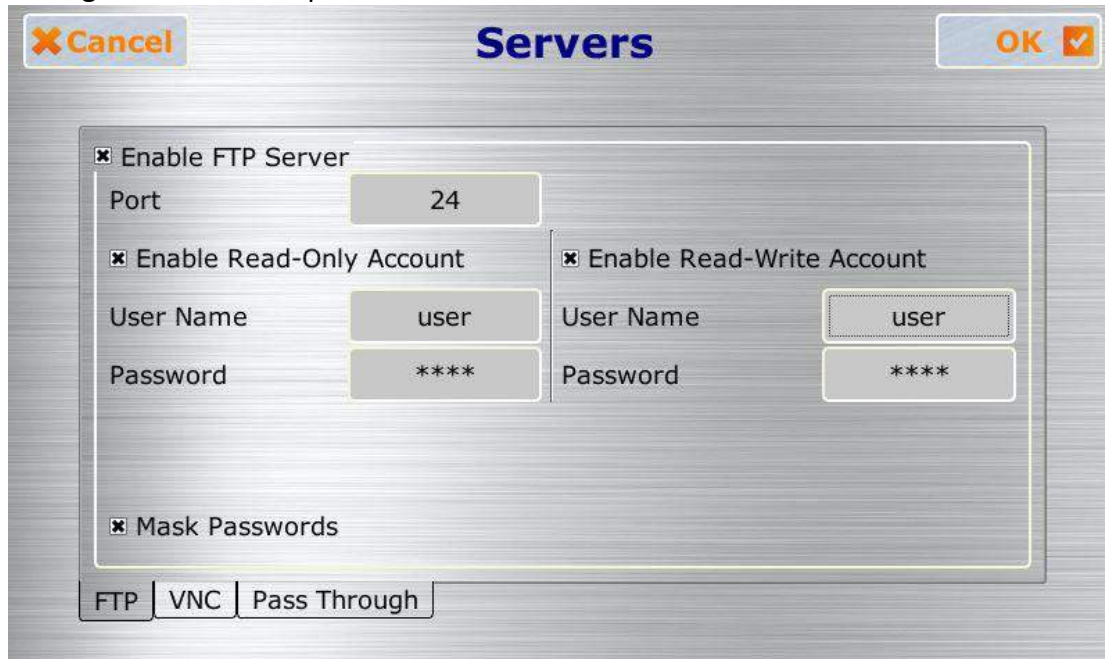 Cancel
Servers
OK
Enable FTP Server
Port 24
Enable Read-Only Account
Enable Read-Write Account
User Name user
User Name user
Password ****
Password ****
Mask Passwords
FTP VNC Pass Through